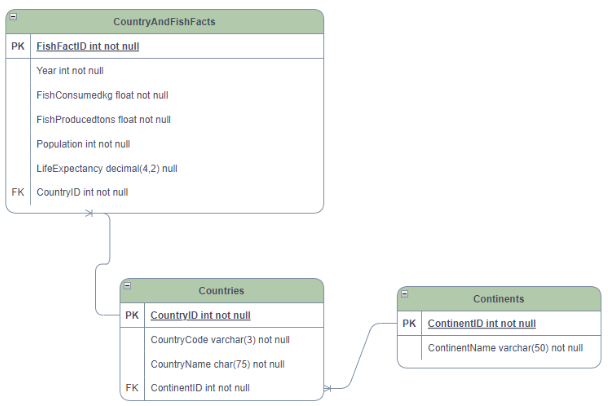 CountryAndFishFacts
PK FishFactID int not null
Year int not null
FishConsumedkg float not null
FishProducedtons float not null
Population int not null
LifeExpectancy decimal(4,2) null
FK CountryID int not null
Countries
PK CountryID int not null
CountryCode varchar(3) not null
CountryName char(75) not null
FK ContinentID int not null
Continents
PK ContinentID int not null
ContinentName varchar(50) not null